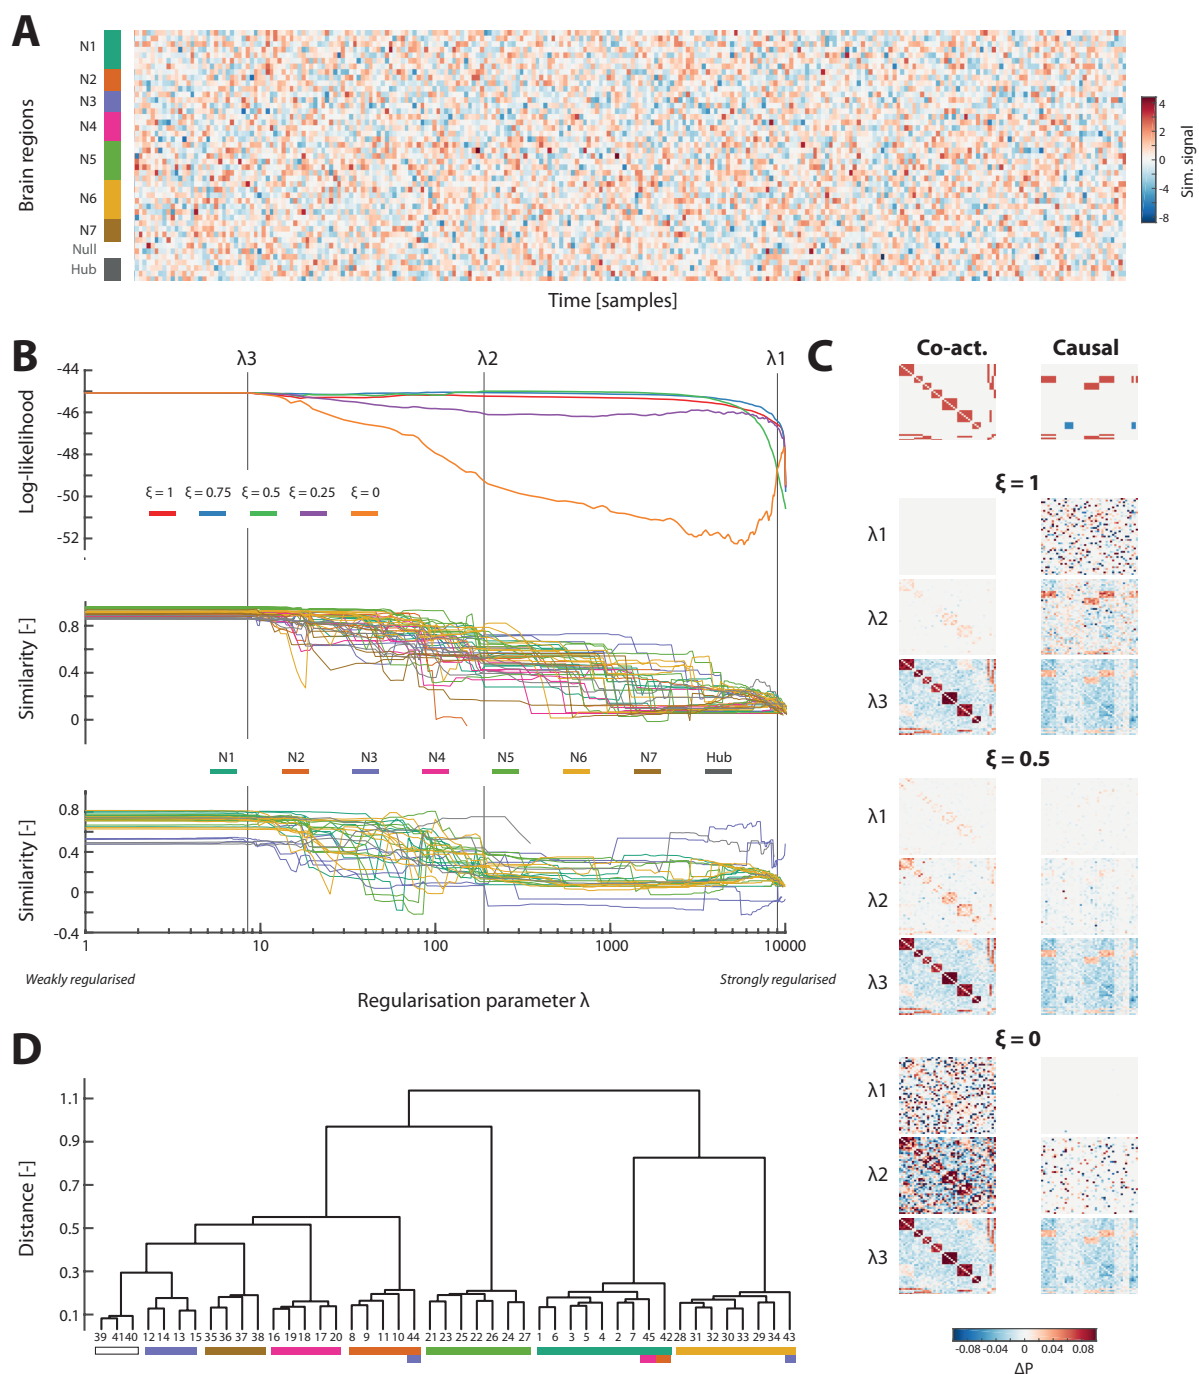 A
Brain regions
N1
N2
N3
N4
N5
N6
N7
Null
Hub
Time [samples]
4
2
0
-4
-8
Sim. signal
B
λ3 λ2 λ1
-44
-46
-48
-50
-52
Log-likelihood
ξ = 1 ξ = 0.75 ξ = 0.5 ξ = 0.25 ξ = 0
0.8
0.4
0
Similarity [-]
N1 N2 N3 N4 N5 N6 N7 Hub
0.8
0.4
0
-0.4
Similarity [-]
1 10 100 1000 10000
Weakly regularised Strongly regularised
Regularisation parameter λ
C
Co-act. Causal
ξ = 1
λ1
λ2
λ3
ξ = 0.5
λ1
λ2
λ3
ξ = 0
λ1
λ2
λ3
-0.08 -0.04 0 0.04 0.08
ΔP
D
1.1
0.9
0.7
0.5
0.3
0.1
Distance [-]
39 41 40 12 14 13 15 35 36 37 38 16 19 18 17 20 8 9 11 10 44 21 23 25 22 26 24 27 1 6 3 5 4 2 7 45 42 28 31 32 30 33 29 34 43